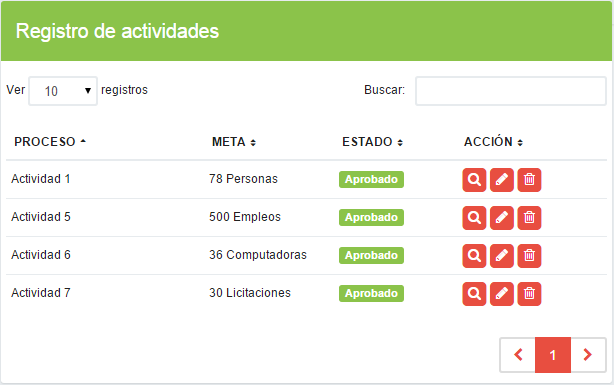 Registro de actividades
Ver 10 registros Buscar:
PROCESO META ESTADO ACCIÓN
Actividad 1 78 Personas Aprobado
Actividad 5 500 Empleos Aprobado
Actividad 6 36 Computadoras Aprobado
Actividad 7 30 Licitaciones Aprobado
1